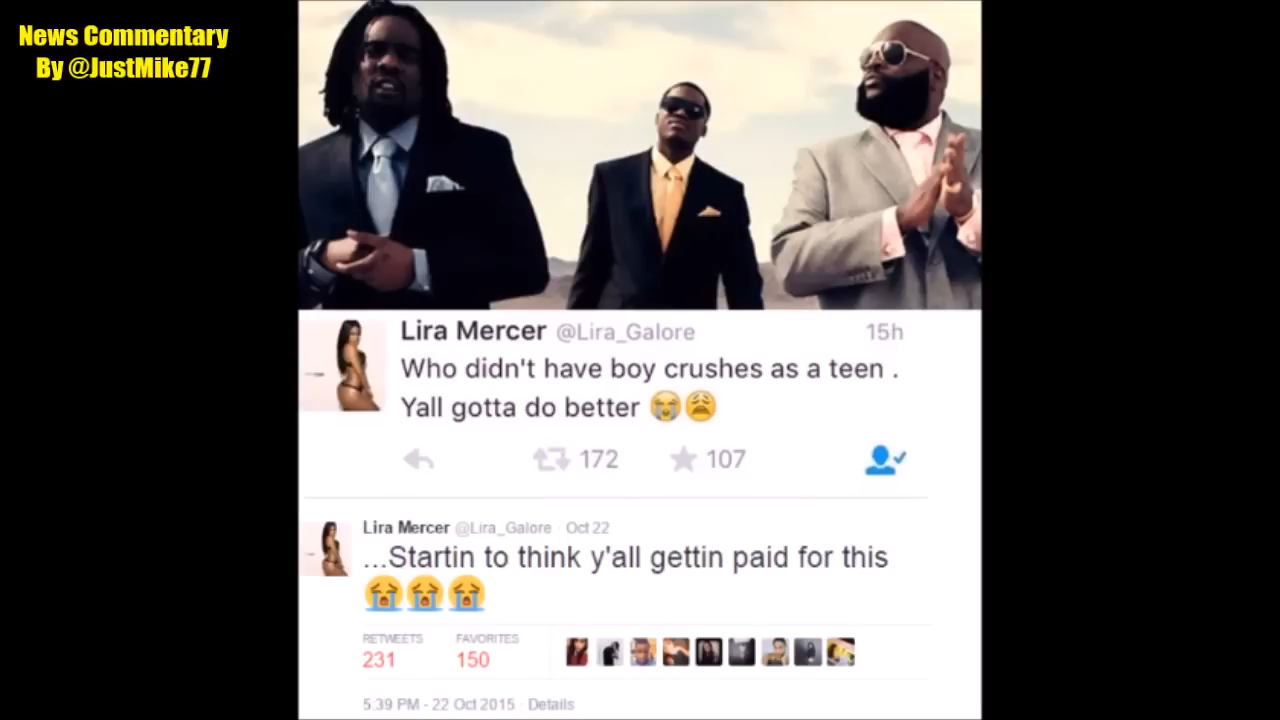 News Commentary
By @JustMike77
Lira Mercer @Lira_Galore 15h
Who didn't have boy crushes as a teen .
Yall gotta do better 😭😩
172 107
Lira Mercer @Lira_Galore · Oct 22
...Startin to think y'all gettin paid for this
😭😭😭
RETWEETS FAVORITES
231 150
5:39 PM - 22 Oct 2015 · Details